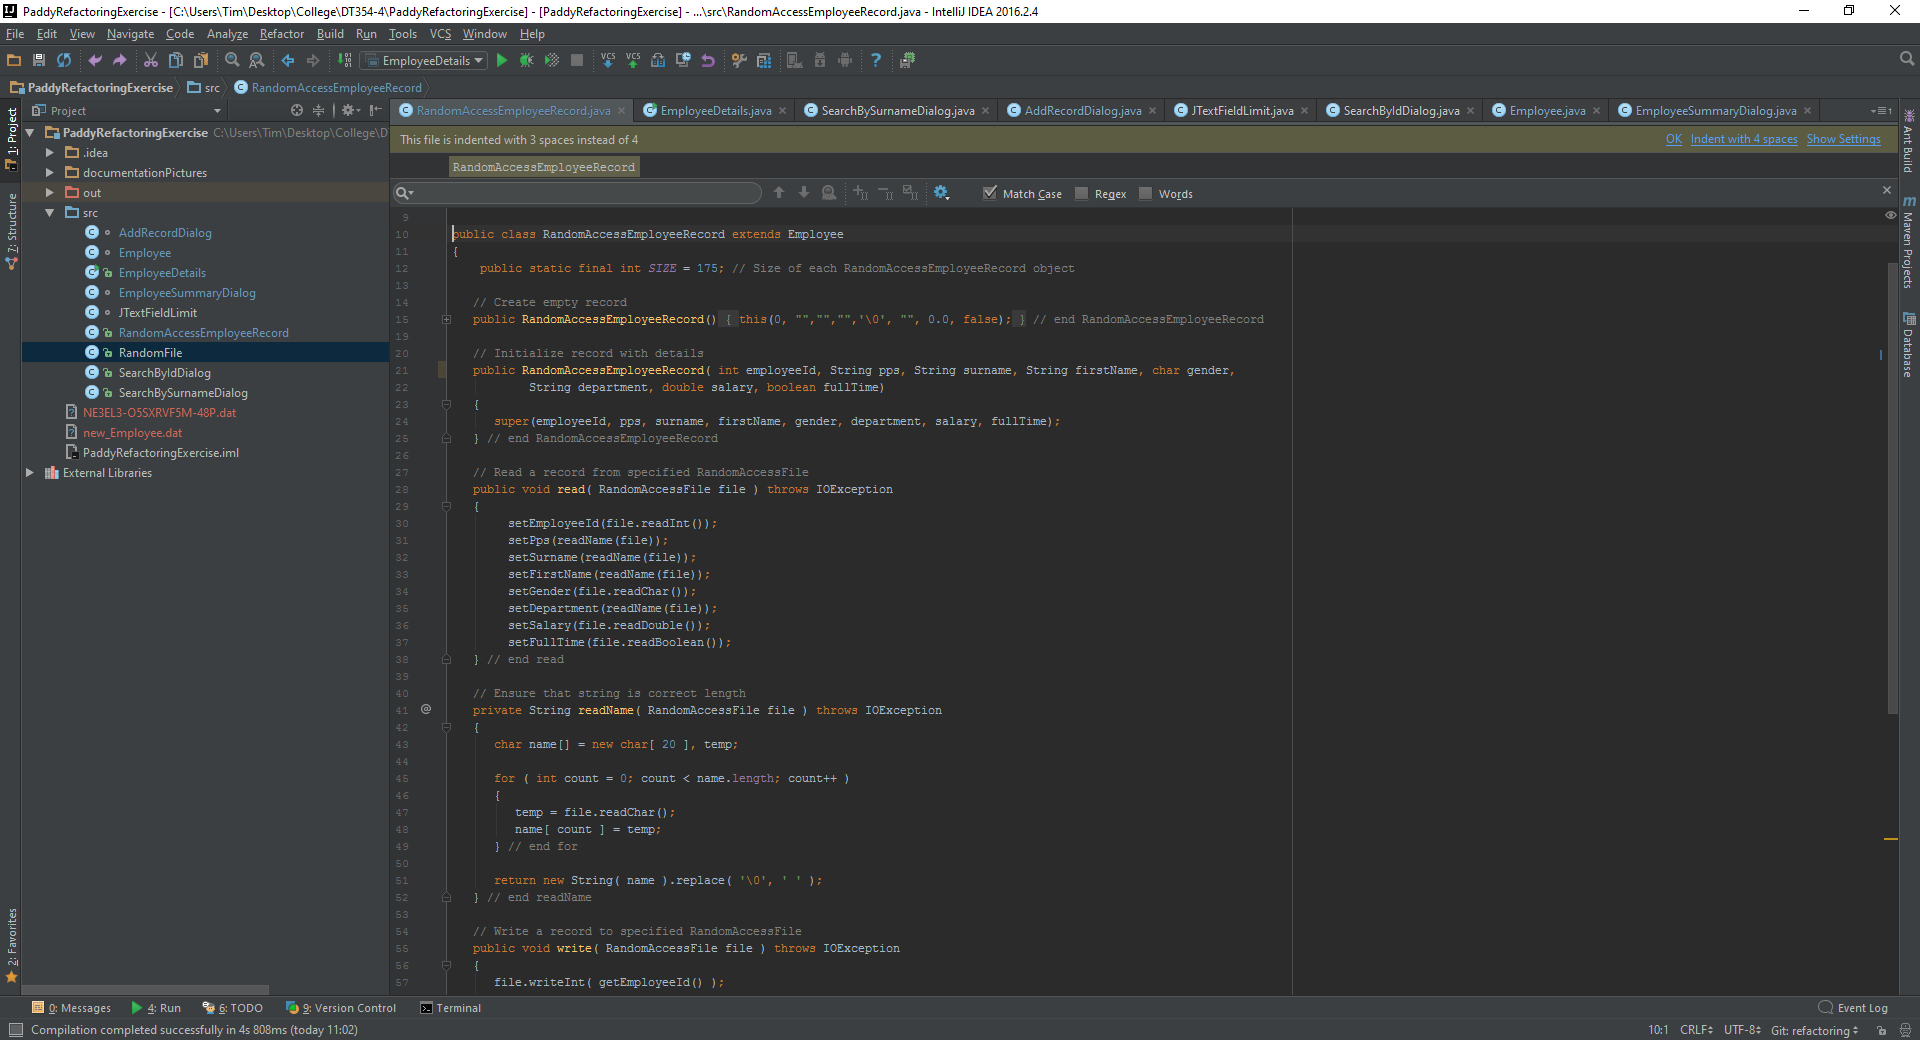 PaddyRefactoringExercise - [C:\Users\Tim\Desktop\College\DT354-4\PaddyRefactoringExercise] - [PaddyRefactoringExercise] - ...\src\RandomAccessEmployeeRecord.java - IntelliJ IDEA 2016.2.4
File Edit View Navigate Code Analyze Refactor Build Run Tools VCS Window Help
EmployeeDetails
PaddyRefactoringExercise src RandomAccessEmployeeRecord
Project
RandomAccessEmployeeRecord.java EmployeeDetails.java SearchBySurnameDialog.java AddRecordDialog.java JTextFieldLimit.java SearchByIdDialog.java Employee.java EmployeeSummaryDialog.java
1: Project
7: Structure
2: Favorites
PaddyRefactoringExercise C:\Users\Tim\Desktop\College\D
.idea
documentationPictures
out
src
AddRecordDialog
Employee
EmployeeDetails
EmployeeSummaryDialog
JTextFieldLimit
RandomAccessEmployeeRecord
RandomFile
SearchByIdDialog
SearchBySurnameDialog
NE3EL3-O5SXRVF5M-48P.dat
new_Employee.dat
PaddyRefactoringExercise.iml
External Libraries
This file is indented with 3 spaces instead of 4 OK Indent with 4 spaces Show Settings
RandomAccessEmployeeRecord
Match Case Regex Words
9
10 public class RandomAccessEmployeeRecord extends Employee
11 {
12 public static final int SIZE = 175; // Size of each RandomAccessEmployeeRecord object
13
14 // Create empty record
15 public RandomAccessEmployeeRecord() { this(0, "","","",'\0', "", 0.0, false); } // end RandomAccessEmployeeRecord
19
20 // Initialize record with details
21 public RandomAccessEmployeeRecord( int employeeId, String pps, String surname, String firstName, char gender,
22 String department, double salary, boolean fullTime)
23 {
24 super(employeeId, pps, surname, firstName, gender, department, salary, fullTime);
25 } // end RandomAccessEmployeeRecord
26
27 // Read a record from specified RandomAccessFile
28 public void read( RandomAccessFile file ) throws IOException
29 {
30 setEmployeeId(file.readInt());
31 setPps(readName(file));
32 setSurname(readName(file));
33 setFirstName(readName(file));
34 setGender(file.readChar());
35 setDepartment(readName(file));
36 setSalary(file.readDouble());
37 setFullTime(file.readBoolean());
38 } // end read
39
40 // Ensure that string is correct length
41 @ private String readName( RandomAccessFile file ) throws IOException
42 {
43 char name[] = new char[ 20 ], temp;
44
45 for ( int count = 0; count < name.length; count++ )
46 {
47 temp = file.readChar();
48 name[ count ] = temp;
49 } // end for
50
51 return new String( name ).replace( '\0', ' ' );
52 } // end readName
53
54 // Write a record to specified RandomAccessFile
55 public void write( RandomAccessFile file ) throws IOException
56 {
57 file.writeInt( getEmployeeId() );
Ant Build
Maven Projects
Database
0: Messages 4: Run 6: TODO 9: Version Control Terminal Event Log
Compilation completed successfully in 4s 808ms (today 11:02) 10:1 CRLF UTF-8 Git: refactoring